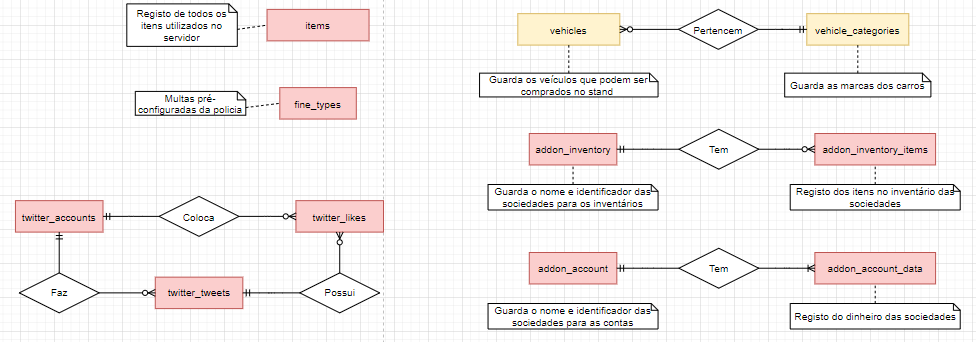 Registo de todos os
itens utilizados no
servidor
items
Multas pré-
configuradas da policia
fine_types
twitter_accounts
Coloca
twitter_likes
Faz
twitter_tweets
Possui
vehicles
Pertencem
vehicle_categories
Guarda os veículos que podem ser
comprados no stand
Guarda as marcas dos carros
addon_inventory
Tem
addon_inventory_items
Guarda o nome e identificador das
sociedades para os inventários
Registo dos itens no inventário das
sociedades
addon_account
Tem
addon_account_data
Guarda o nome e identificador das
sociedades para as contas
Registo do dinheiro das sociedades